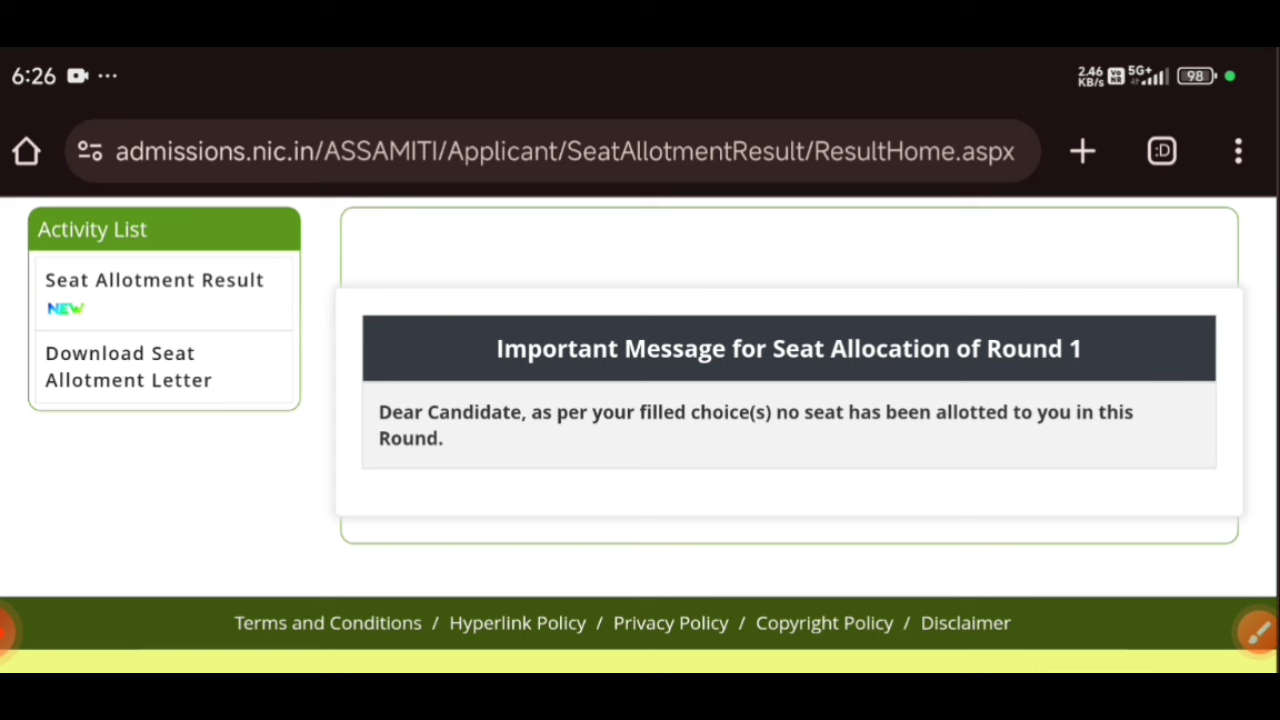 6:26
2.46 KB/s 5G+ 98
admissions.nic.in/ASSAMITI/Applicant/SeatAllotmentResult/ResultHome.aspx
:D
Activity List
Seat Allotment Result
NEW
Download Seat
Allotment Letter
Important Message for Seat Allocation of Round 1
Dear Candidate, as per your filled choice(s) no seat has been allotted to you in this
Round.
Terms and Conditions / Hyperlink Policy / Privacy Policy / Copyright Policy / Disclaimer